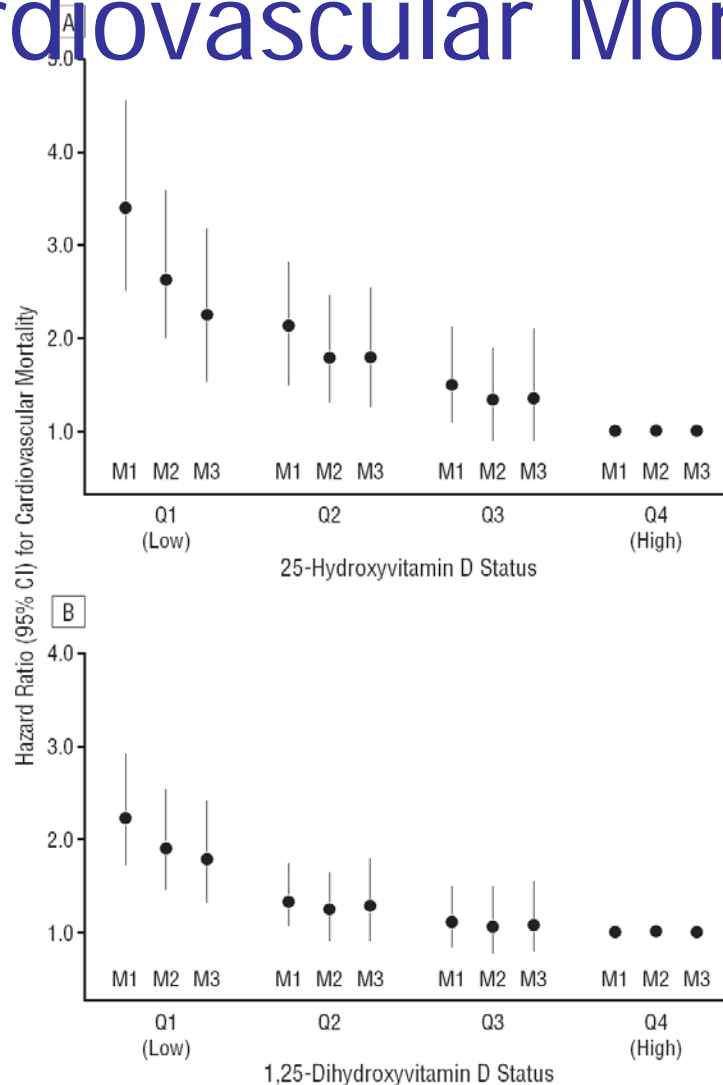 rdiovascular Mor
A
5.0
4.0
3.0
2.0
1.0
M1 M2 M3 M1 M2 M3 M1 M2 M3 M1 M2 M3
Q1 Q2 Q3 Q4
(Low) (High)
25-Hydroxyvitamin D Status
Hazard Ratio (95% CI) for Cardiovascular Mortality
B
4.0
3.0
2.0
1.0
M1 M2 M3 M1 M2 M3 M1 M2 M3 M1 M2 M3
Q1 Q2 Q3 Q4
(Low) (High)
1,25-Dihydroxyvitamin D Status